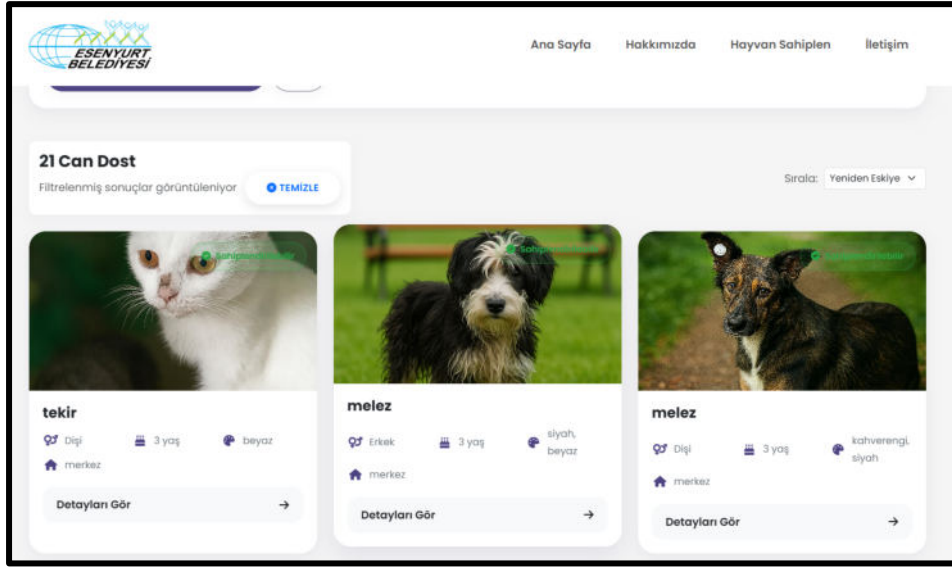 ESENYURT
BELEDİYESİ
Ana Sayfa
Hakkımızda
Hayvan Sahiplen
İletişim
21 Can Dost
Filtrelenmiş sonuçlar görüntüleniyor
TEMİZLE
Sırala:
Yeniden Eskiye
tekir
Dişi
3 yaş
beyaz
merkez
Detayları Gör
melez
Erkek
3 yaş
siyah,
beyaz
merkez
Detayları Gör
melez
Dişi
3 yaş
kahverengi,
siyah
merkez
Detayları Gör